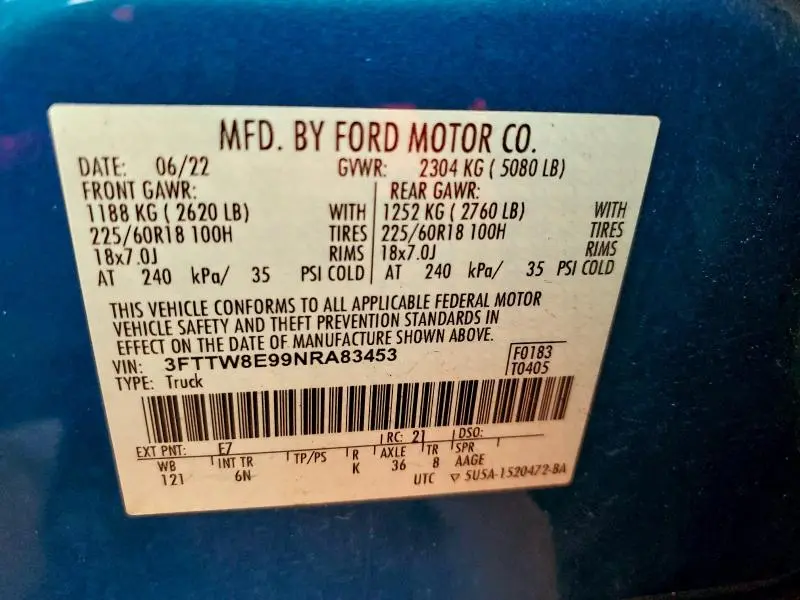 MFD. BY FORD MOTOR CO.
DATE: 06/22 GVWR: 2304 KG ( 5080 LB)
FRONT GAWR: REAR GAWR:
1188 KG ( 2620 LB) WITH 1252 KG ( 2760 LB) WITH
225/60R18 100H TIRES 225/60R18 100H TIRES
18x7.0J RIMS 18x7.0J RIMS
AT 240 kPa/ 35 PSI COLD AT 240 kPa/ 35 PSI COLD
THIS VEHICLE CONFORMS TO ALL APPLICABLE FEDERAL MOTOR
VEHICLE SAFETY AND THEFT PREVENTION STANDARDS IN
EFFECT ON THE DATE OF MANUFACTURE SHOWN ABOVE.
VIN: 3FTTW8E99NRA83453 F0183
TYPE: Truck T0405
EXT PNT: E7 RC: 21 DSO:
WB INT TR TP/PS R AXLE TR SPR
121 6N K 36 8 AAGE
UTC ▽ 5U5A-1520472-BA